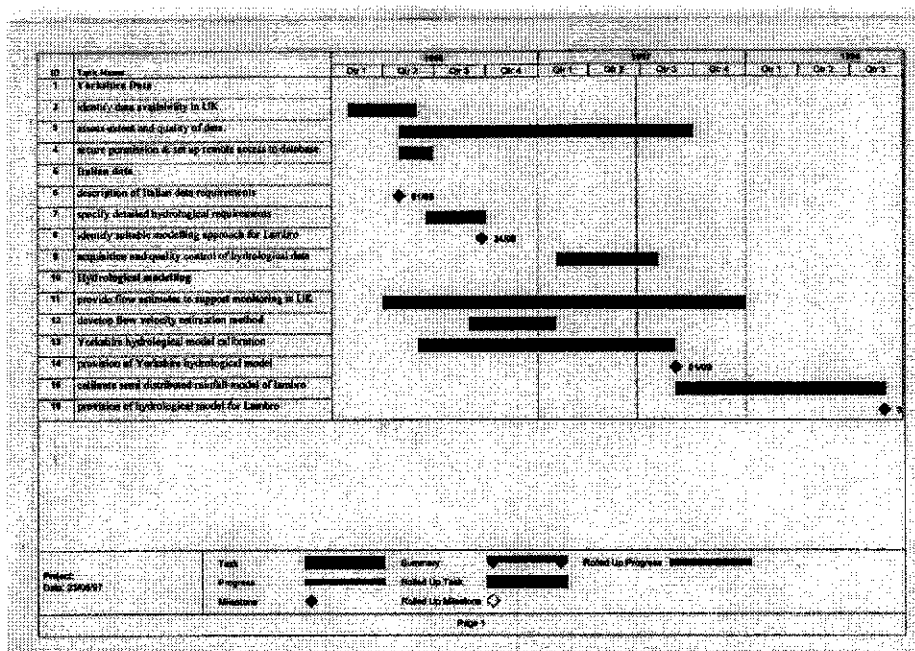 1996 1997 1998
ID Task Name Qtr 1 Qtr 2 Qtr 3 Qtr 4 Qtr 1 Qtr 2 Qtr 3 Qtr 4 Qtr 1 Qtr 2 Qtr 3
1 Yorkshire Data
2 identify data availability in UK
3 assess extent and quality of data
4 secure permission & set up remote access to database
5 Italian data
6 description of Italian data requirements
7 specify detailed hydrological requirements
8 identify suitable modelling approach for Lambro
9 acquisition and quality control of hydrological data
10 Hydrological modelling
11 provide flow estimates to support monitoring in UK
12 develop flow velocity estimation method
13 Yorkshire hydrological model calibration
14 provision of Yorkshire hydrological model
15 calibrate semi distributed rainfall model of lambro
16 provision of hydrological model for Lambro
Project:
Task Summary Rolled Up Progress
Progress Rolled Up Task
Milestone Rolled Up Milestone
Page 1